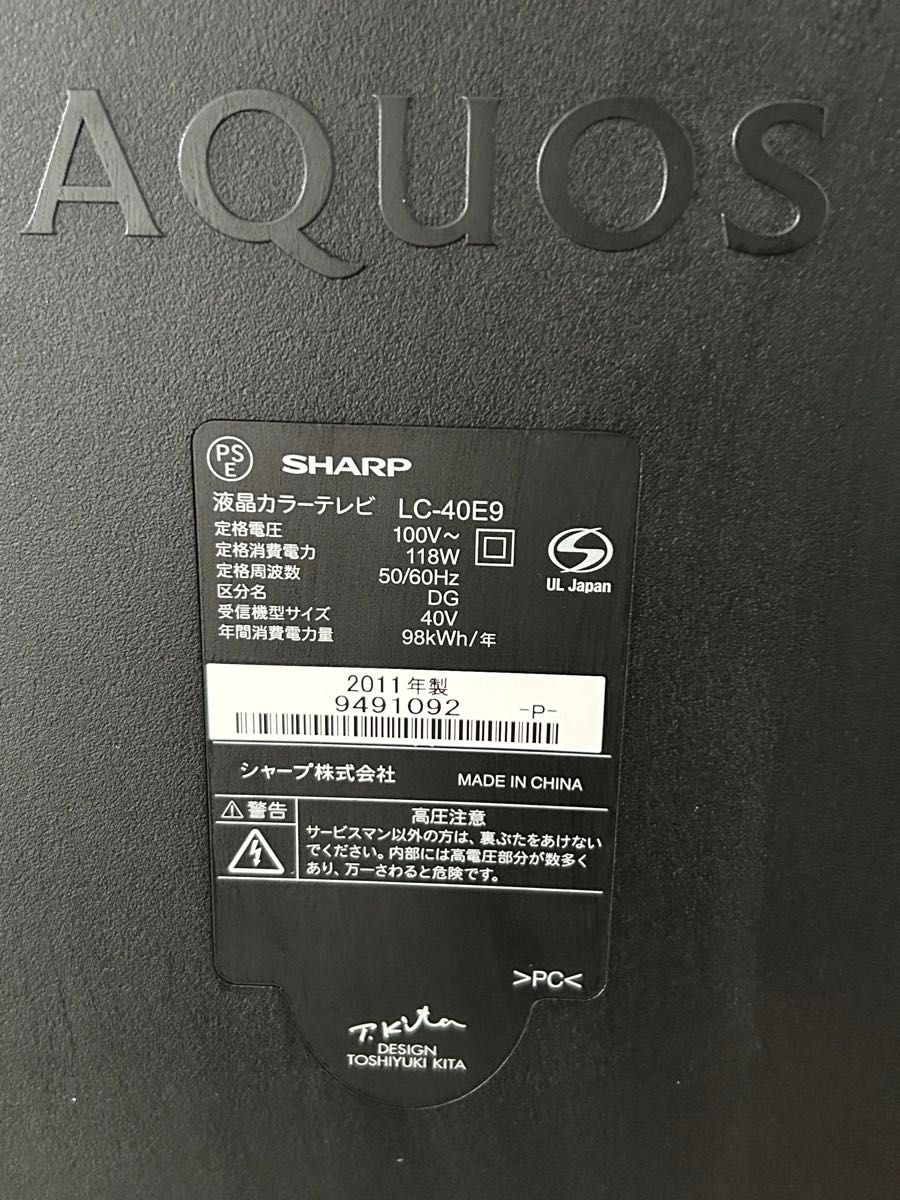 AQUOS
PS
E
SHARP
液晶カラーテレビ LC-40E9
定格電圧 100V～
定格消費電力 118W
定格周波数 50/60Hz
区分名 DG
受信機型サイズ 40V
年間消費電力量 98kWh/年
UL Japan
2011年製
9491092 -P-
シャープ株式会社 MADE IN CHINA
警告
高圧注意
サービスマン以外の方は、裏ぶたをあけない
でください。内部には高電圧部分が数多く
あり、万一さわると危険です。
>PC<
T.Kita
DESIGN
TOSHIYUKI KITA